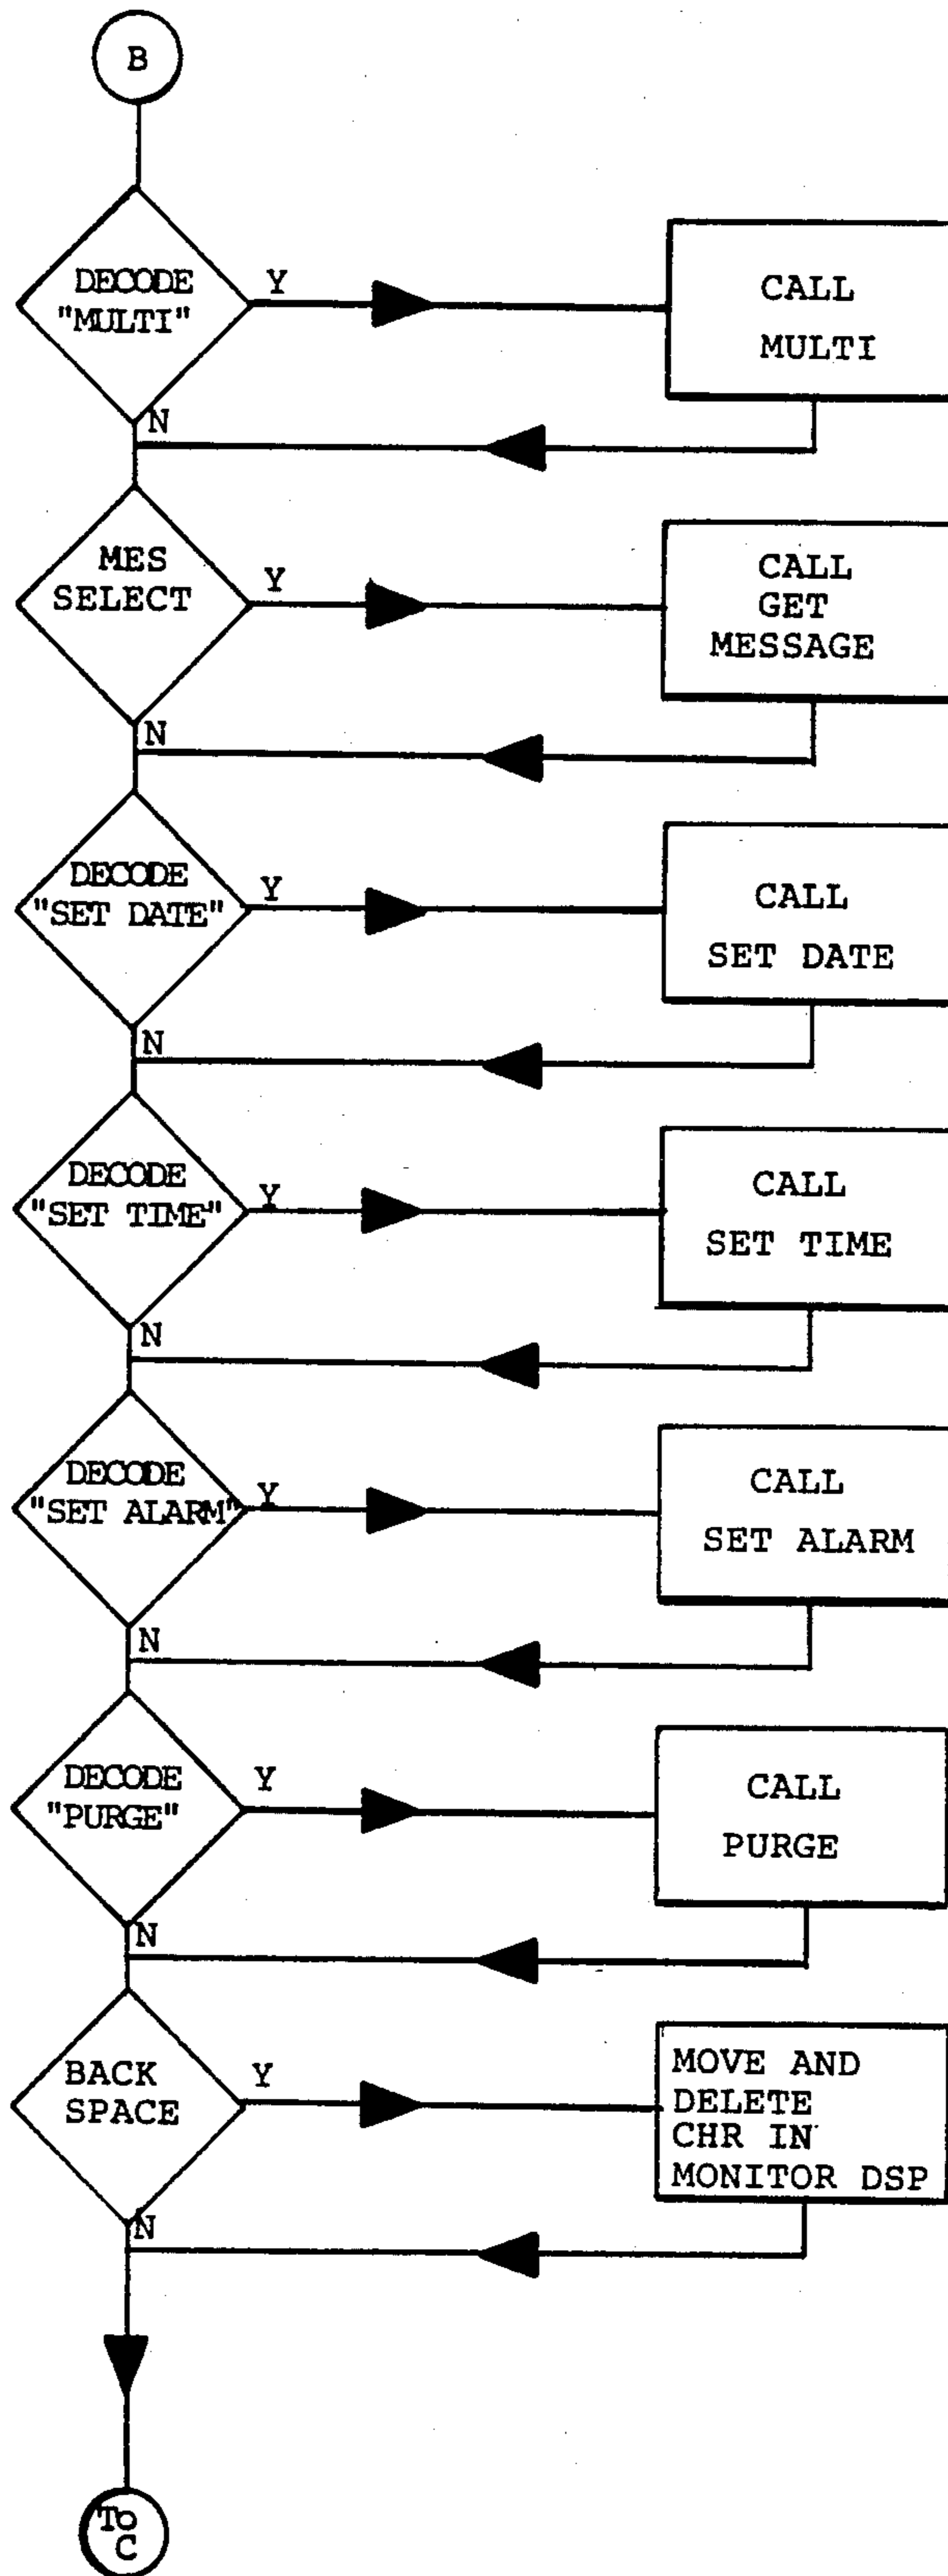 B
DECODE
"MULTI"
Y
CALL
MULTI
N
MES
SELECT
Y
CALL
GET
MESSAGE
N
DECODE
"SET DATE"
Y
CALL
SET DATE
N
DECODE
"SET TIME"
Y
CALL
SET TIME
N
DECODE
"SET ALARM"
Y
CALL
SET ALARM
N
DECODE
"PURGE"
Y
CALL
PURGE
N
BACK
SPACE
Y
MOVE AND
DELETE
CHR IN
MONITOR DSP
N
To
C